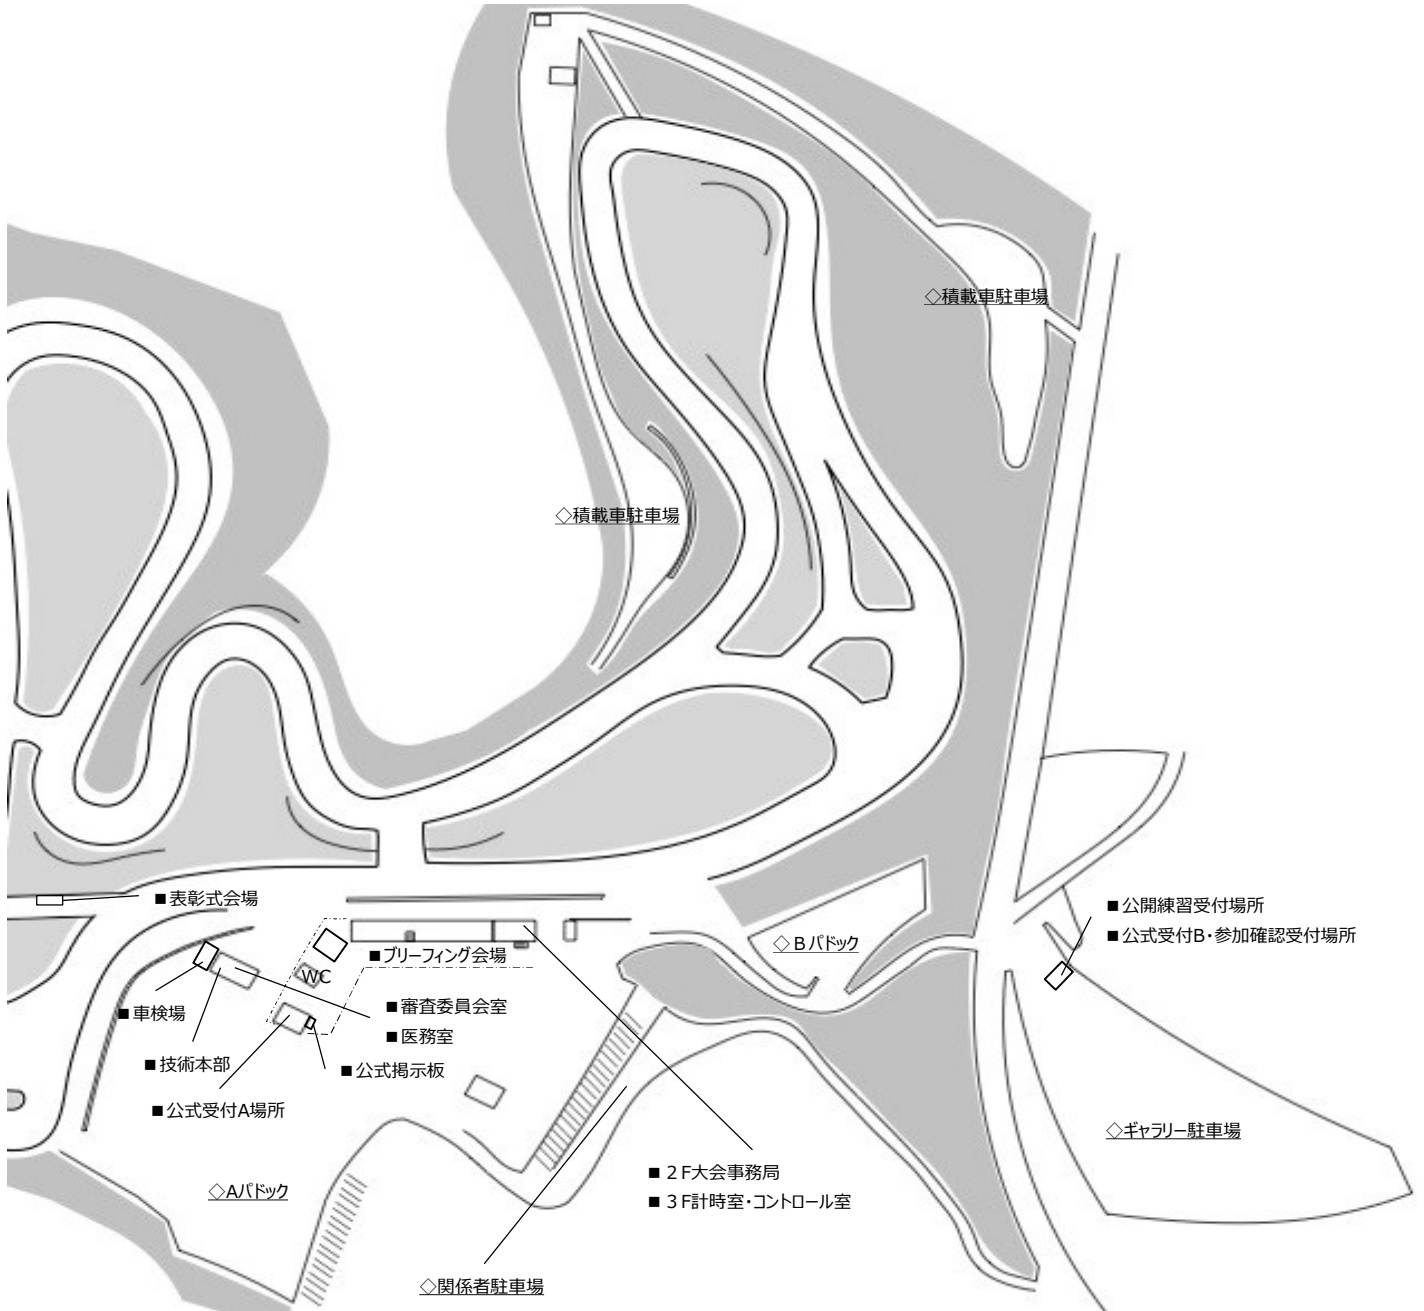 ◇積載車駐車場
◇積載車駐車場
■表彰式会場
■公開練習受付場所
■公式受付B・参加確認受付場所
■ブリーフィング会場
◇Bパドック
WC
■車検場
■審査委員会室
■医務室
■技術本部
■公式掲示板
■公式受付A場所
◇ギャラリー駐車場
■２F大会事務局
■３F計時室・コントロール室
◇Aパドック
◇関係者駐車場